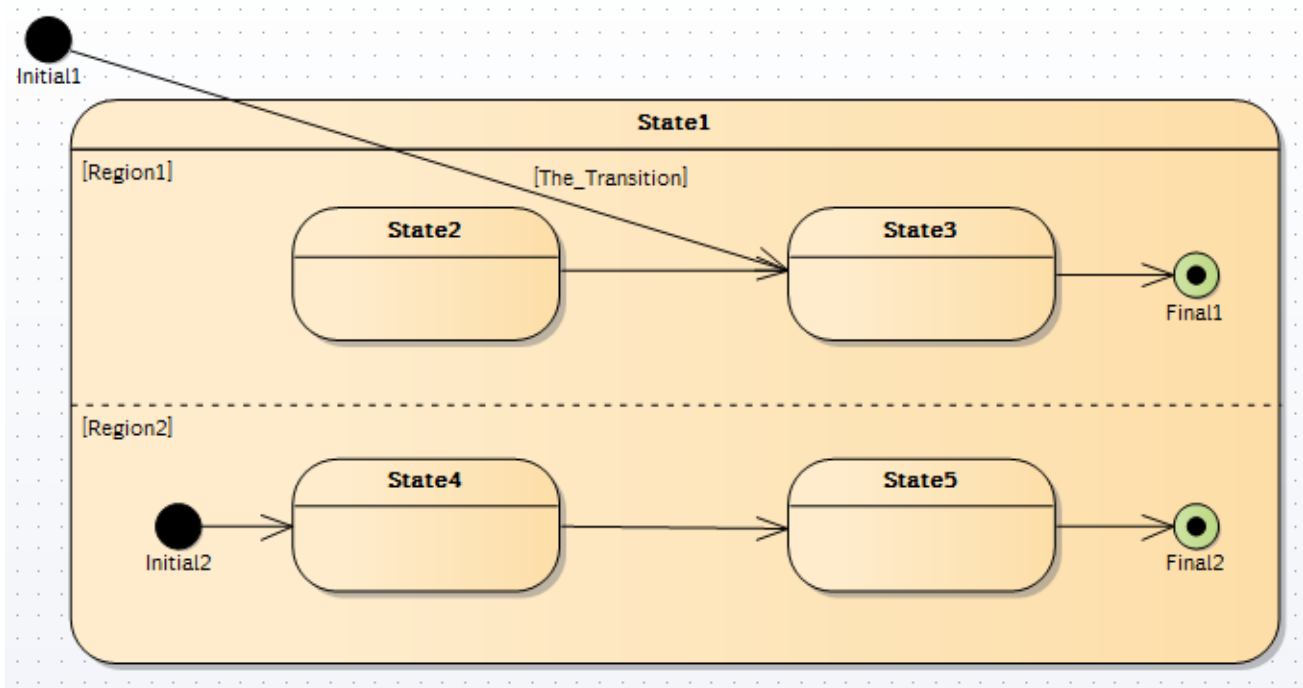 Initial1
State1
[Region1]
[The_Transition]
State2
State3
Final1
[Region2]
State4
State5
Initial2
Final2